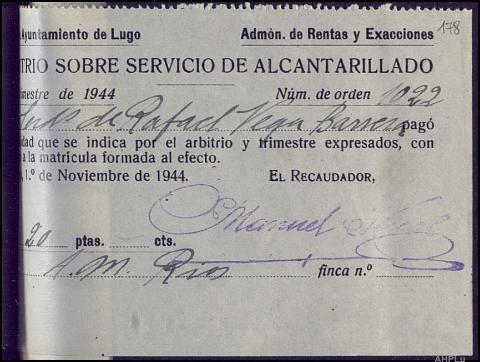 178
Ayuntamiento de Lugo Admón. de Rentas y Exacciones
TRIO SOBRE SERVICIO DE ALCANTARILLADO
mestre de 1944 Núm. de orden 1022
de Rafael Vega Barrera pagó
dad que se indica por el arbitrio y trimestre expresados, con
a la matrícula formada al efecto.
1.º de Noviembre de 1944. EL RECAUDADOR,
Manuel
20 ptas. cts.
A. M. Rios finca n.º
AHPLu